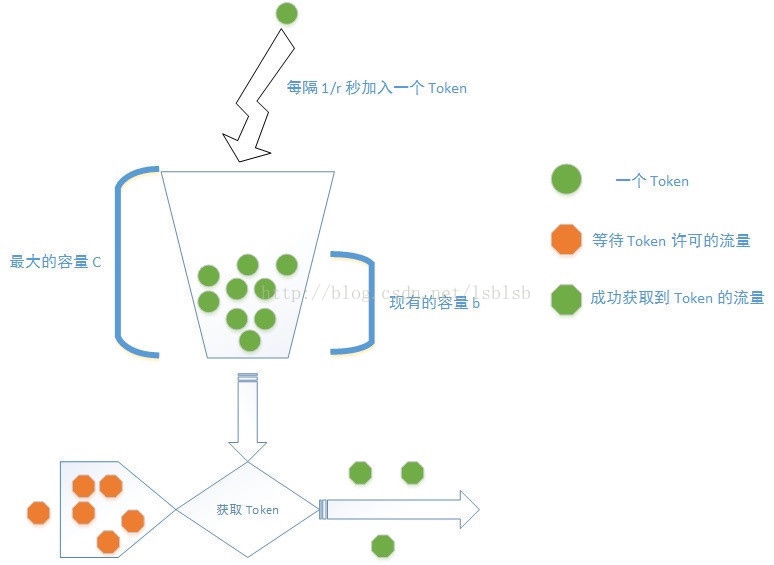 每隔 1/r 秒加入一个 Token
一个 Token
等待 Token 许可的流量
最大的容量 C
http://blog.csdn.net/lsblsb
现有的容量 b
成功获取到 Token 的流量
获取 Token